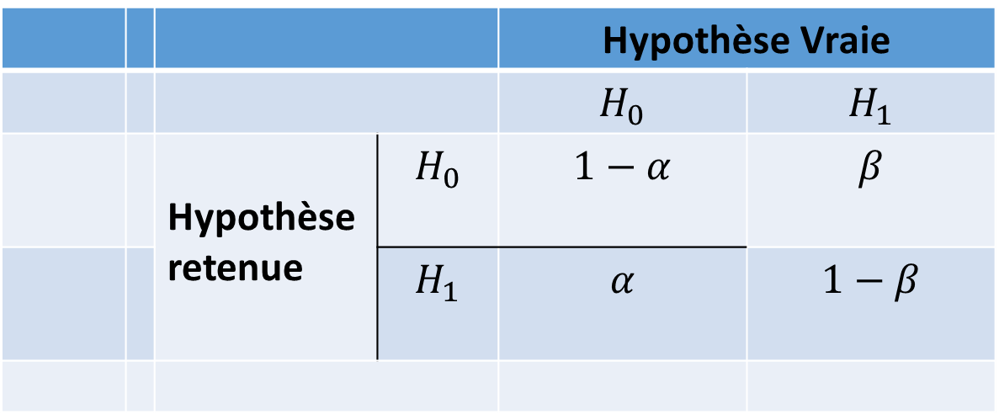 Hypothèse Vraie
H₀ H₁
H₀ 1 − α β
Hypothèse
retenue
H₁ α 1 − β